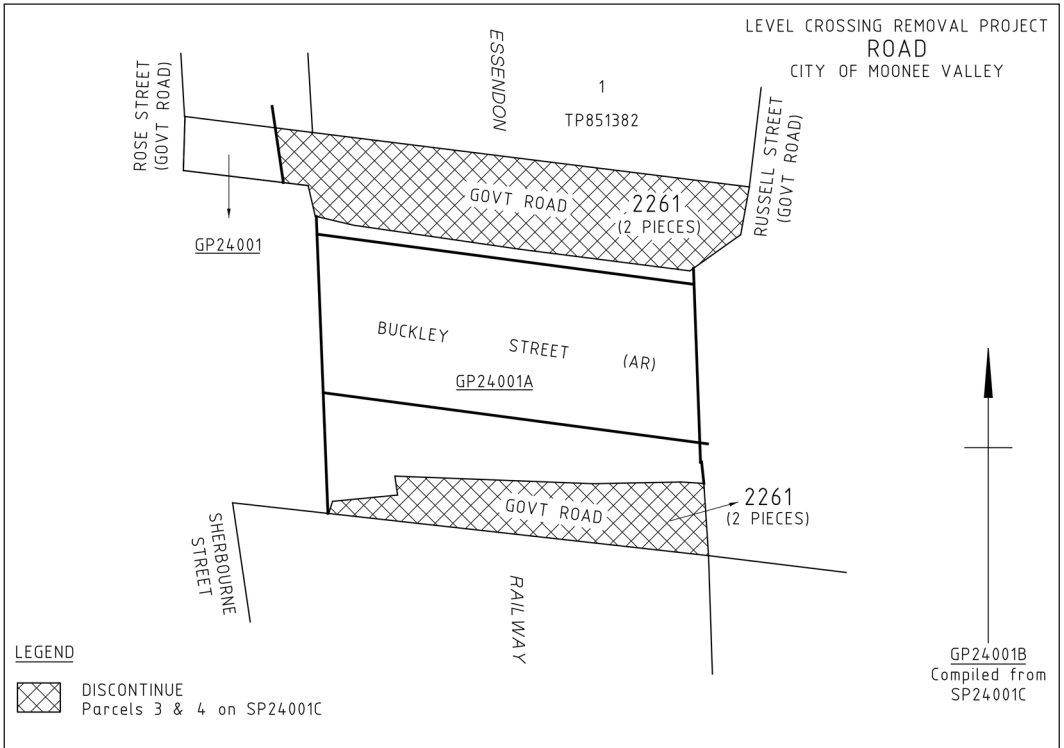 LEVEL CROSSING REMOVAL PROJECT
ROAD
CITY OF MOONEE VALLEY
ESSENDON
1
TP851382
ROSE STREET
(GOVT ROAD)
RUSSELL STREET
(GOVT ROAD)
GOVT ROAD
2261
(2 PIECES)
GP24001
BUCKLEY STREET (AR)
GP24001A
2261
(2 PIECES)
GOVT ROAD
SHERBOURNE
STREET
RAILWAY
LEGEND
DISCONTINUE
Parcels 3 & 4 on SP24001C
GP24001B
Compiled from
SP24001C